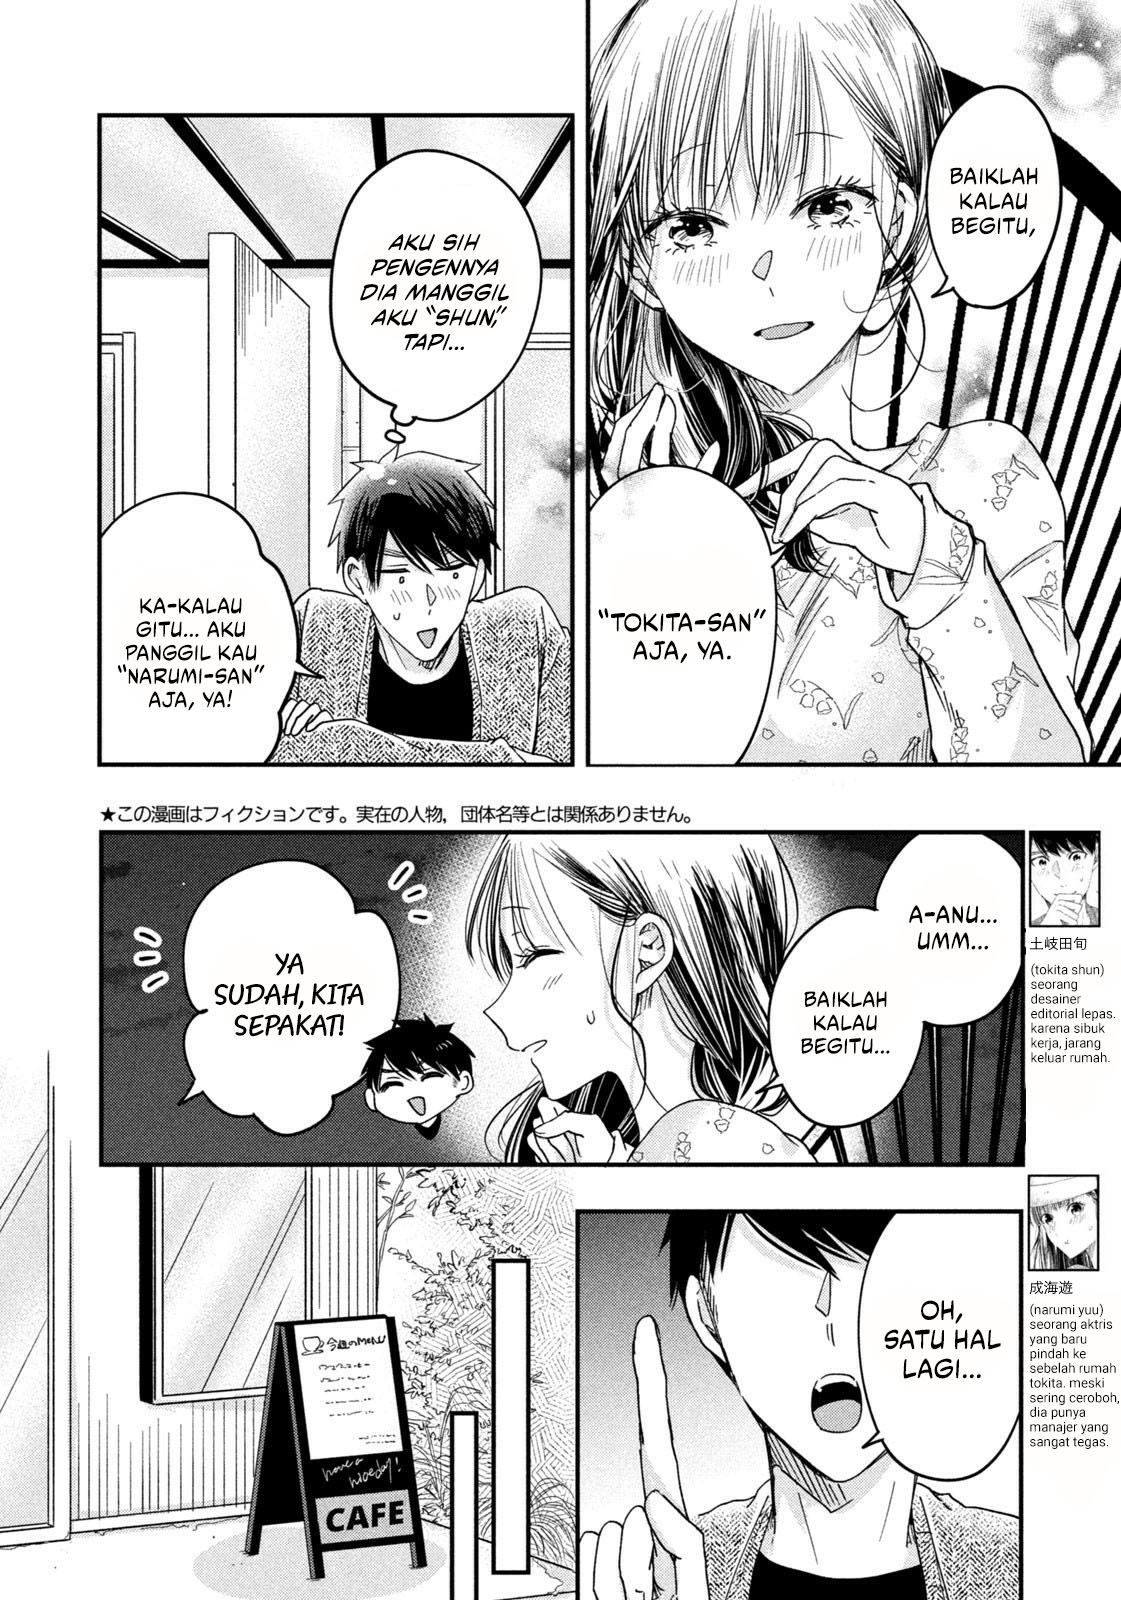 BAIKLAH
KALAU
BEGITU,
"TOKITA-SAN"
AJA, YA.
AKU SIH
PENGENNYA
DIA MANGGIL
AKU "SHUN,"
TAPI...
KA-KALAU
GITU... AKU
PANGGIL KAU
"NARUMI-SAN"
AJA, YA!
★この漫画はフィクションです。実在の人物，団体名等とは関係ありません。
A-ANU...
UMM...
BAIKLAH
KALAU
BEGITU...
YA
SUDAH, KITA
SEPAKAT!
土岐田旬
(tokita shun)
seorang
desainer
editorial lepas.
karena sibuk
kerja, jarang
keluar rumah.
成海遊
(narumi yuu)
seorang aktris
yang baru
pindah ke
sebelah rumah
tokita. meski
sering ceroboh,
dia punya
manajer yang
sangat tegas.
OH,
SATU HAL
LAGI...
今週のMENU
have a
nice day!
CAFE